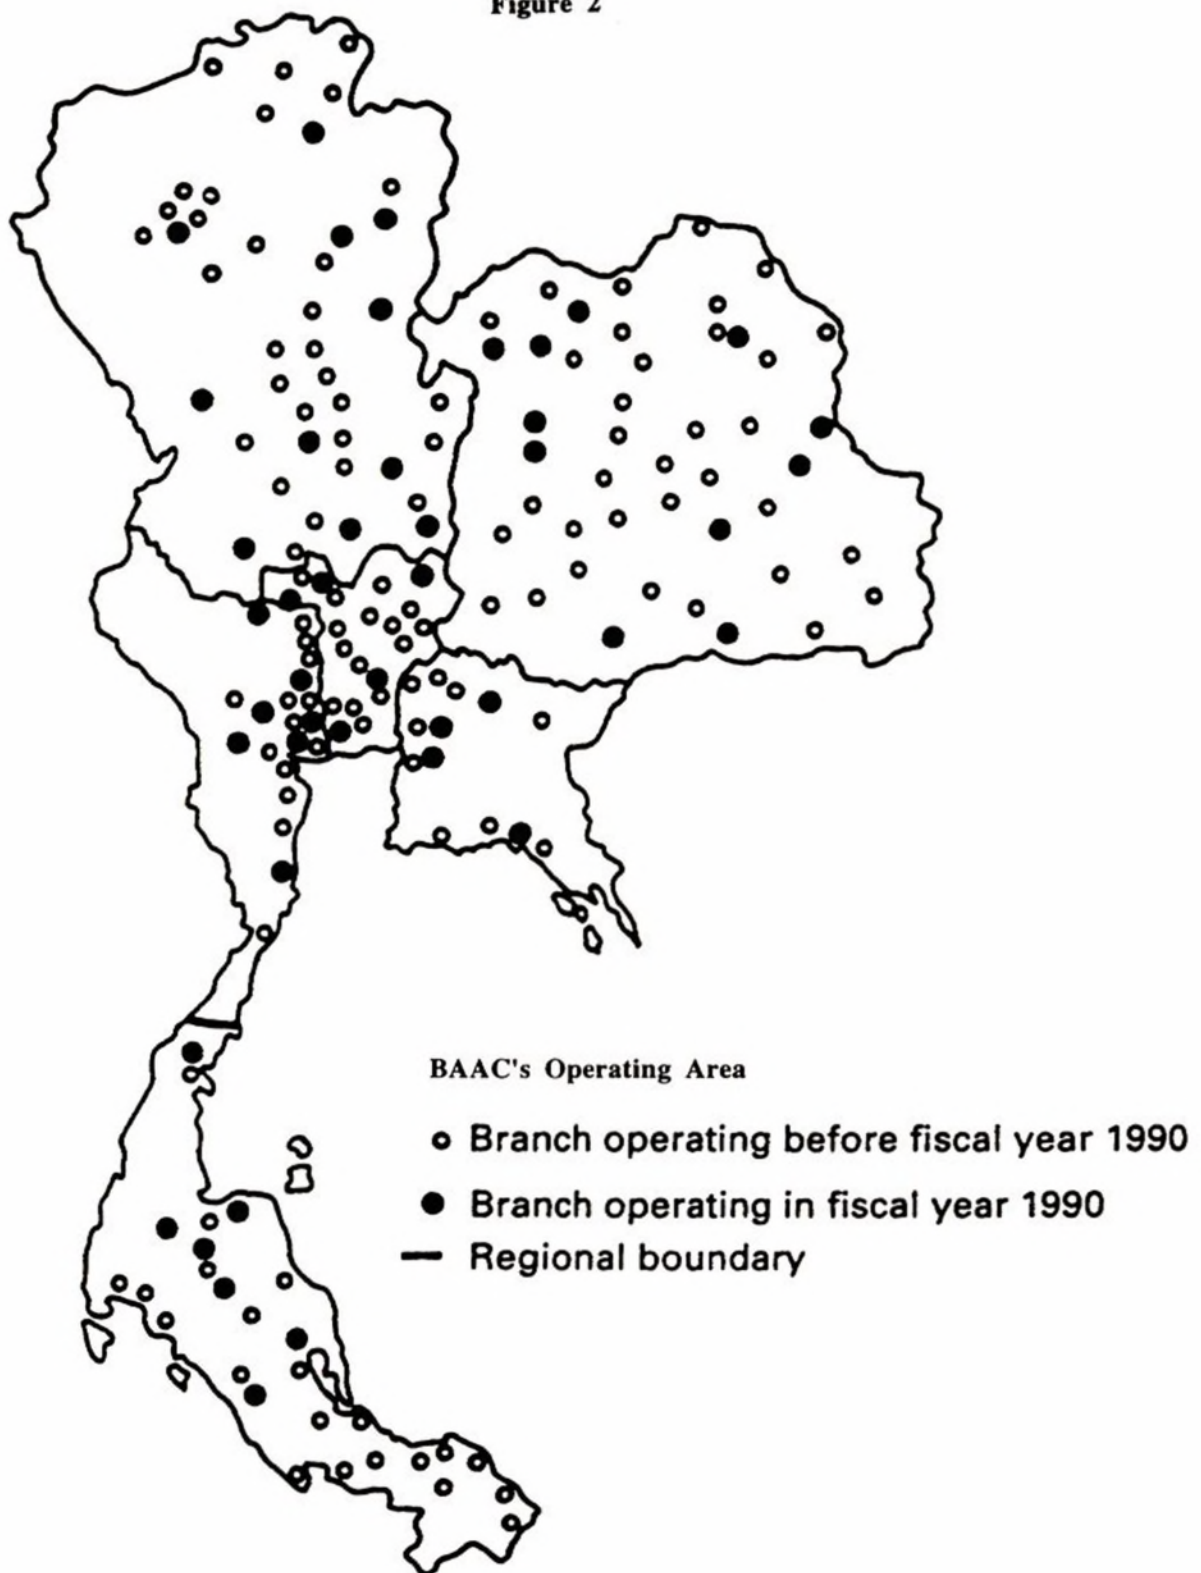 Figure 2
BAAC's Operating Area
Branch operating before fiscal year 1990
Branch operating in fiscal year 1990
Regional boundary